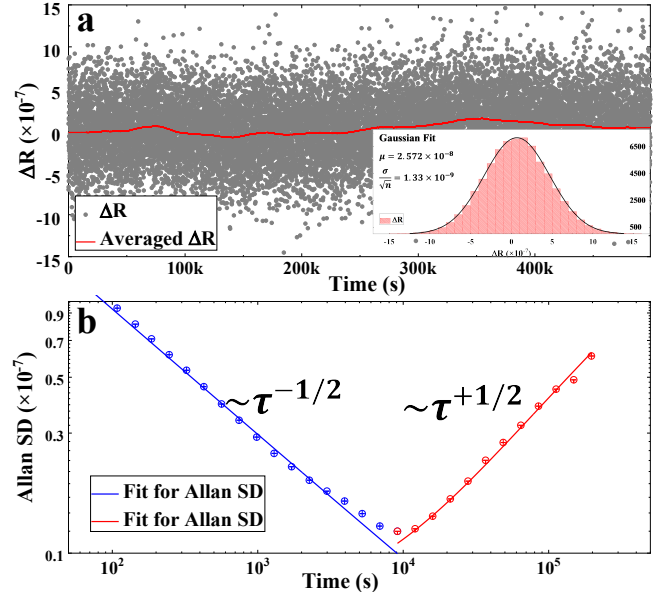 a
15
10
5
0
-5
-10
-15
ΔR (×10⁻⁷)
ΔR
Averaged ΔR
Gaussian Fit
μ = 2.572 × 10⁻⁸
σ/√n = 1.33 × 10⁻⁹
ΔR
6500
4500
2500
500
-15 -10 -5 0 5 10 15
ΔR (×10⁻⁷)
0 100k 200k 300k 400k
Time (s)
b
0.9
0.7
0.5
0.3
0.1
Allan SD (×10⁻⁷)
~τ⁻¹/² ~τ⁺¹/²
Fit for Allan SD
Fit for Allan SD
10² 10³ 10⁴ 10⁵
Time (s)